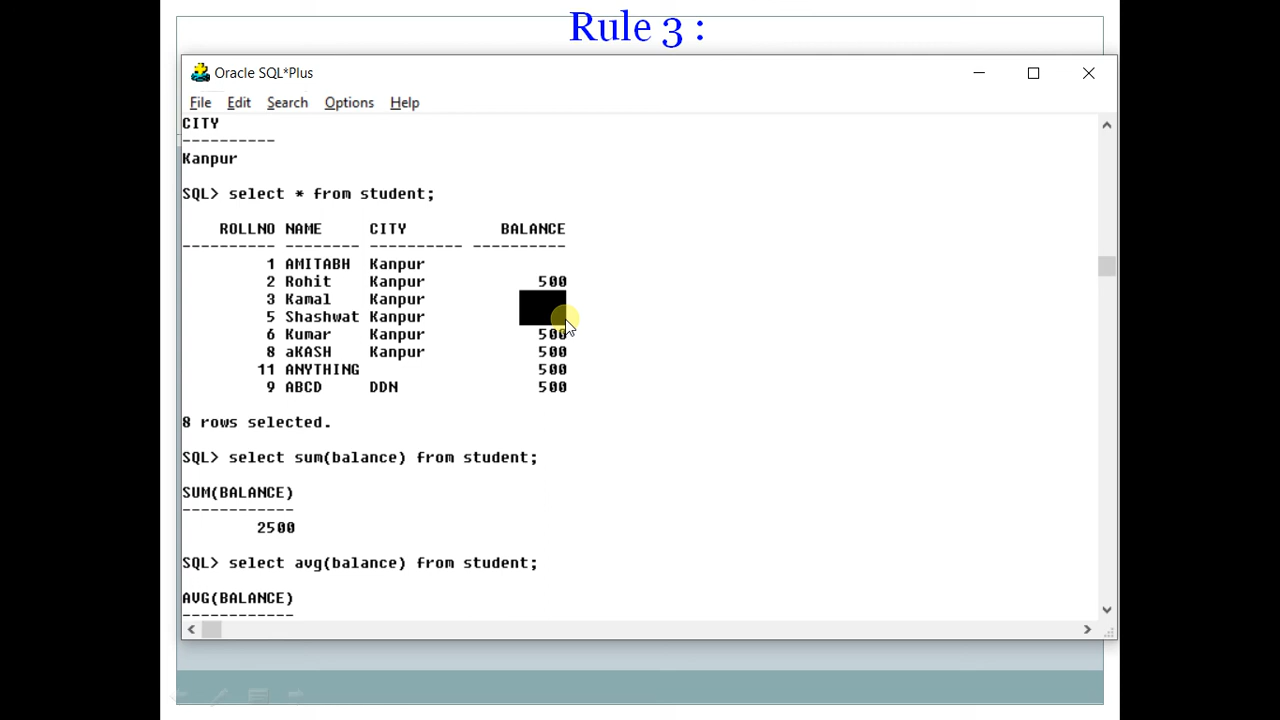 Rule 3 :
Oracle SQL*Plus
File Edit Search Options Help
CITY
----------
Kanpur
SQL> select * from student;
ROLLNO NAME CITY BALANCE
---------- -------- ---------- ----------
1 AMITABH Kanpur
2 Rohit Kanpur 500
3 Kamal Kanpur
5 Shashwat Kanpur
6 Kumar Kanpur 500
8 aKASH Kanpur 500
11 ANYTHING 500
9 ABCD DDN 500
8 rows selected.
SQL> select sum(balance) from student;
SUM(BALANCE)
------------
2500
SQL> select avg(balance) from student;
AVG(BALANCE)
------------